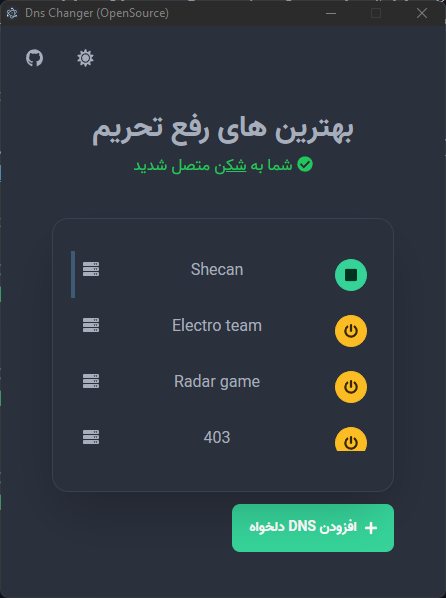 Dns Changer (OpenSource)
بهترین های رفع تحریم
شما به شکن متصل شدید
Shecan
Electro team
Radar game
403
افزودن DNS دلخواه